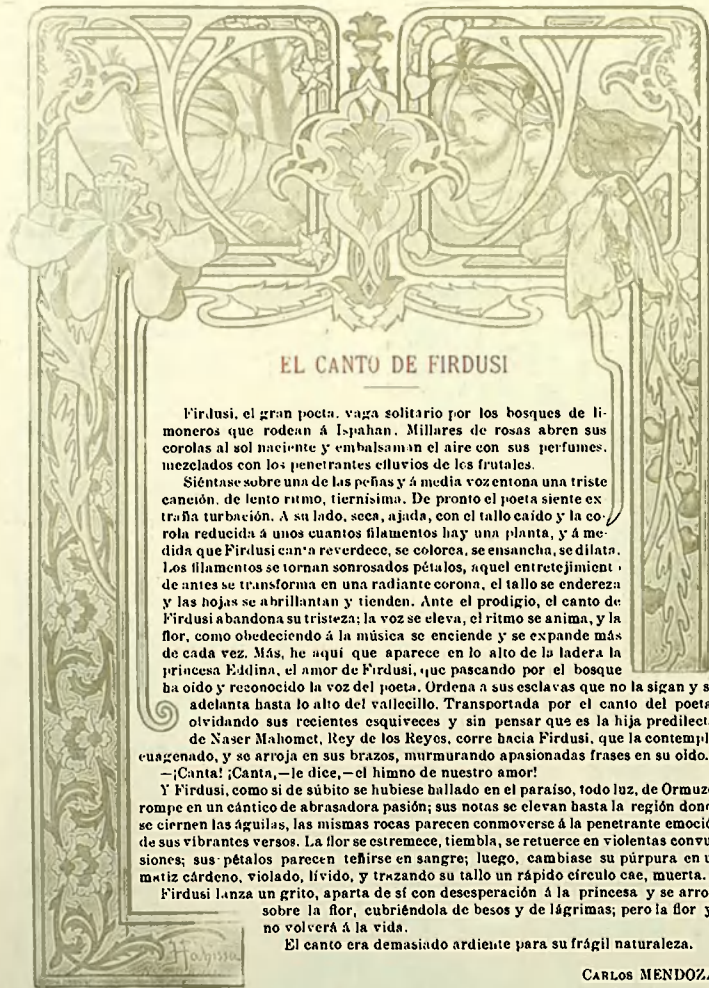 EL CANTO DE FIRDUSI
Firdusi, el gran poeta, vaga solitario por los bosques de li-
moneros que rodean á Ispahan. Millares de rosas abren sus
corolas al sol naciente y embalsaman el aire con sus perfumes,
mezclados con los penetrantes efluvios de los frutales.
Siéntase sobre una de las peñas y á media voz entona una triste
canción, de lento ritmo, tiernísima. De pronto el poeta siente ex
traña turbación. A su lado, seca, ajada, con el tallo caído y la co-
rola reducida á unos cuantos filamentos hay una planta, y á me-
dida que Firdusi canta reverdece, se colorea, se ensancha, se dilata.
Los filamentos se tornan sonrosados pétalos, aquel entretejimient
de antes se transforma en una radiante corona, el tallo se endereza
y las hojas se abrillantan y tienden. Ante el prodigio, el canto de
Firdusi abandona su tristeza; la voz se eleva, el ritmo se anima, y la
flor, como obedeciendo á la música se enciende y se expande más
de cada vez. Más, he aquí que aparece en lo alto de la ladera la
princesa Eddina, el amor de Firdusi, que paseando por el bosque
ha oído y reconocido la voz del poeta. Ordena a sus esclavas que no la sigan y s
adelanta hasta lo alto del vallecillo. Transportada por el canto del poeta
olvidando sus recientes esquiveces y sin pensar que es la hija predilect
de Naser Mahomet, Rey de los Reyes, corre hacia Firdusi, que la contempl
enagenado, y se arroja en sus brazos, murmurando apasionadas frases en su oído.
—¡Canta! ¡Canta,—le dice,—el himno de nuestro amor!
Y Firdusi, como si de súbito se hubiese hallado en el paraíso, todo luz, de Ormuz
rompe en un cántico de abrasadora pasión; sus notas se elevan hasta la región dond
se ciernen las águilas, las mismas rocas parecen conmoverse á la penetrante emoció
de sus vibrantes versos. La flor se estremece, tiembla, se retuerce en violentas convu
siones; sus pétalos parecen teñirse en sangre; luego, cambiase su púrpura en u
matiz cárdeno, violado, lívido, y trazando su tallo un rápido círculo cae, muerta.
Firdusi lanza un grito, aparta de sí con desesperación á la princesa y se arro
sobre la flor, cubriéndola de besos y de lágrimas; pero la flor y
no volverá á la vida.
El canto era demasiado ardiente para su frágil naturaleza.
CARLOS MENDOZA